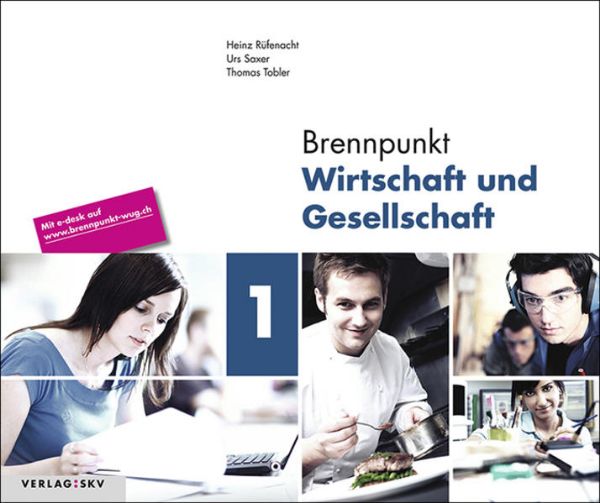 Heinz Rüfenacht
Urs Saxer
Thomas Tobler
Brennpunkt
Wirtschaft und
Gesellschaft
Mit e-desk auf
www.brennpunkt-wug.ch
1
VERLAG:SKV